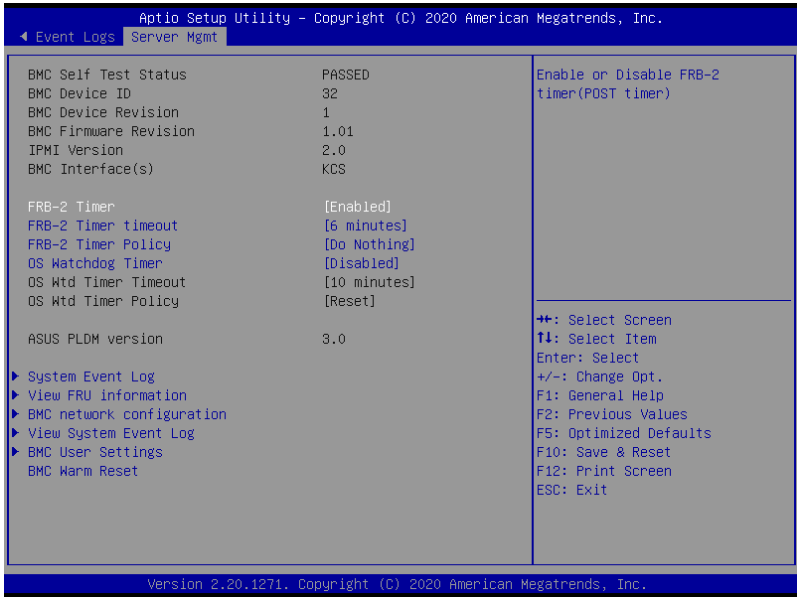 Aptio Setup Utility – Copyright (C) 2020 American Megatrends, Inc.
Event Logs Server Mgmt
BMC Self Test Status PASSED
BMC Device ID 32
BMC Device Revision 1
BMC Firmware Revision 1.01
IPMI Version 2.0
BMC Interface(s) KCS
FRB-2 Timer [Enabled]
FRB-2 Timer timeout [6 minutes]
FRB-2 Timer Policy [Do Nothing]
OS Watchdog Timer [Disabled]
OS Wtd Timer Timeout [10 minutes]
OS Wtd Timer Policy [Reset]
ASUS PLDM version 3.0
System Event Log
View FRU information
BMC network configuration
View System Event Log
BMC User Settings
BMC Warm Reset
Enable or Disable FRB-2
timer(POST timer)
→←: Select Screen
↑↓: Select Item
Enter: Select
+/-: Change Opt.
F1: General Help
F2: Previous Values
F5: Optimized Defaults
F10: Save & Reset
F12: Print Screen
ESC: Exit
Version 2.20.1271. Copyright (C) 2020 American Megatrends, Inc.